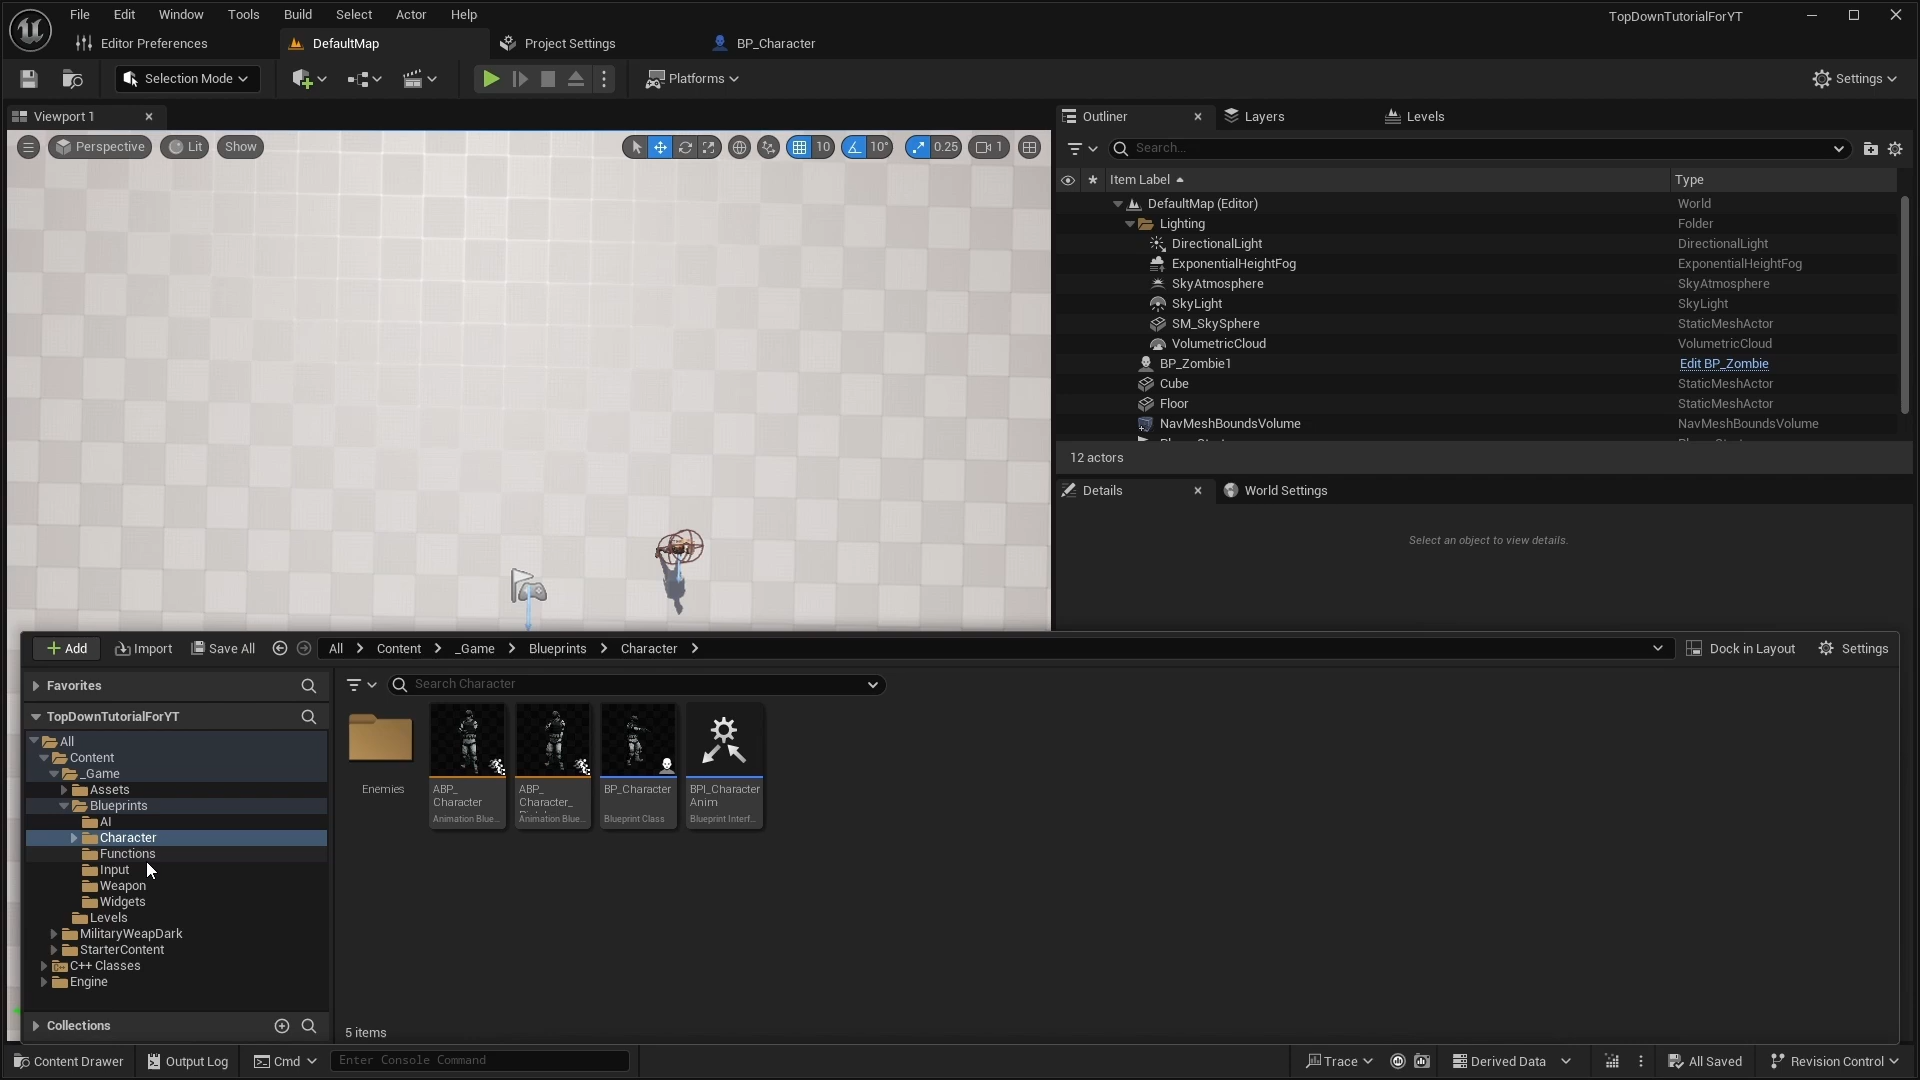 File Edit Window Tools Build Select Actor Help
TopDownTutorialForYT
Editor Preferences
DefaultMap
Project Settings
BP_Character
Selection Mode
Platforms
Settings
Viewport 1
Outliner
Layers
Levels
Perspective
Lit
Show
10
10°
0.25
1
Search...
Item Label
Type
DefaultMap (Editor) World
Lighting Folder
DirectionalLight DirectionalLight
ExponentialHeightFog ExponentialHeightFog
SkyAtmosphere SkyAtmosphere
SkyLight SkyLight
SM_SkySphere StaticMeshActor
VolumetricCloud VolumetricCloud
BP_Zombie1 Edit BP_Zombie
Cube StaticMeshActor
Floor StaticMeshActor
NavMeshBoundsVolume NavMeshBoundsVolume
12 actors
Details
World Settings
Select an object to view details.
Add
Import
Save All
All Content _Game Blueprints Character
Dock in Layout
Settings
Favorites
Search Character
TopDownTutorialForYT
All
Content
_Game
Assets
Blueprints
AI
Character
Functions
Input
Weapon
Widgets
Levels
MilitaryWeapDark
StarterContent
C++ Classes
Engine
Collections
Enemies
ABP_
Character
Animation Blue...
ABP_
Character_
Animation Blue...
BP_Character
Blueprint Class
BPI_Character
Anim
Blueprint Interf...
5 items
Content Drawer
Output Log
Cmd
Enter Console Command
Trace
Derived Data
All Saved
Revision Control